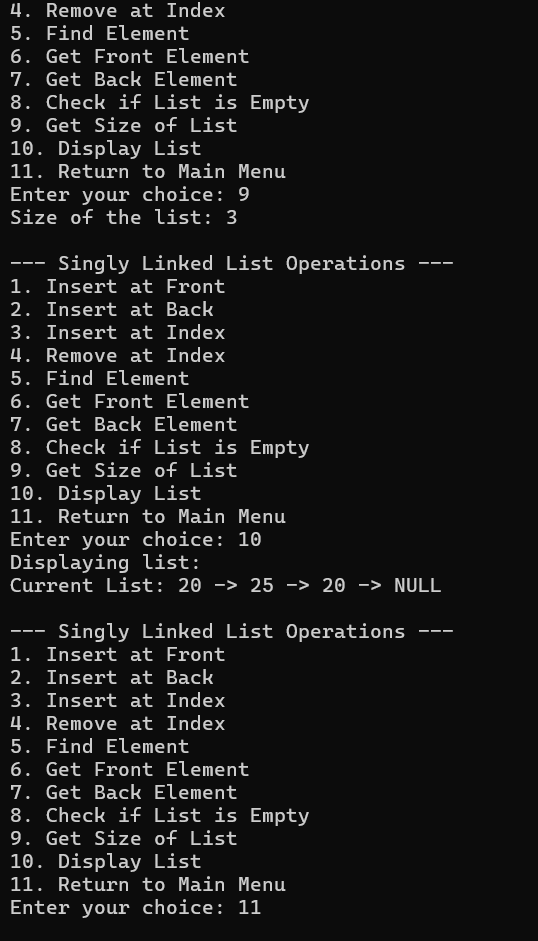 4. Remove at Index
5. Find Element
6. Get Front Element
7. Get Back Element
8. Check if List is Empty
9. Get Size of List
10. Display List
11. Return to Main Menu
Enter your choice: 9
Size of the list: 3

--- Singly Linked List Operations ---
1. Insert at Front
2. Insert at Back
3. Insert at Index
4. Remove at Index
5. Find Element
6. Get Front Element
7. Get Back Element
8. Check if List is Empty
9. Get Size of List
10. Display List
11. Return to Main Menu
Enter your choice: 10
Displaying list:
Current List: 20 -> 25 -> 20 -> NULL

--- Singly Linked List Operations ---
1. Insert at Front
2. Insert at Back
3. Insert at Index
4. Remove at Index
5. Find Element
6. Get Front Element
7. Get Back Element
8. Check if List is Empty
9. Get Size of List
10. Display List
11. Return to Main Menu
Enter your choice: 11